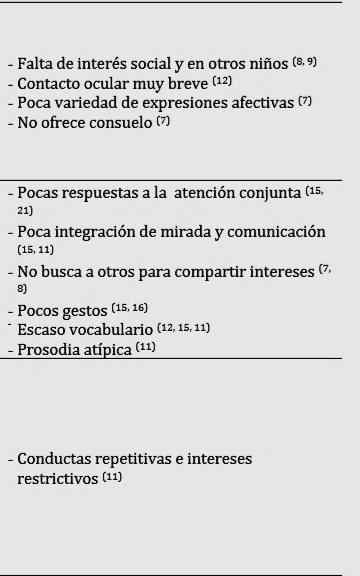 - Falta de interés social y en otros niños (8, 9)
- Contacto ocular muy breve (12)
- Poca variedad de expresiones afectivas (7)
- No ofrece consuelo (7)
- Pocas respuestas a la atención conjunta (15,
21)
- Poca integración de mirada y comunicación
(15, 11)
- No busca a otros para compartir intereses (7,
8)
- Pocos gestos (15, 16)
- Escaso vocabulario (12, 15, 11)
- Prosodia atípica (11)
- Conductas repetitivas e intereses
restrictivos (11)